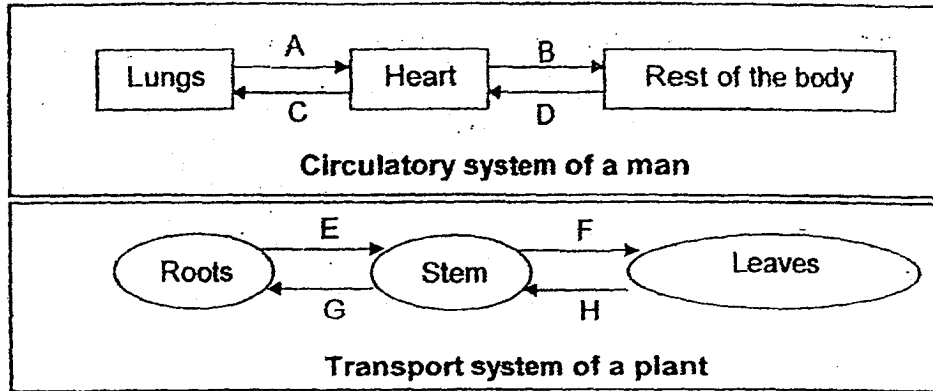 A B
Lungs Heart Rest of the body
C D
Circulatory system of a man
E F
Roots Stem Leaves
G H
Transport system of a plant